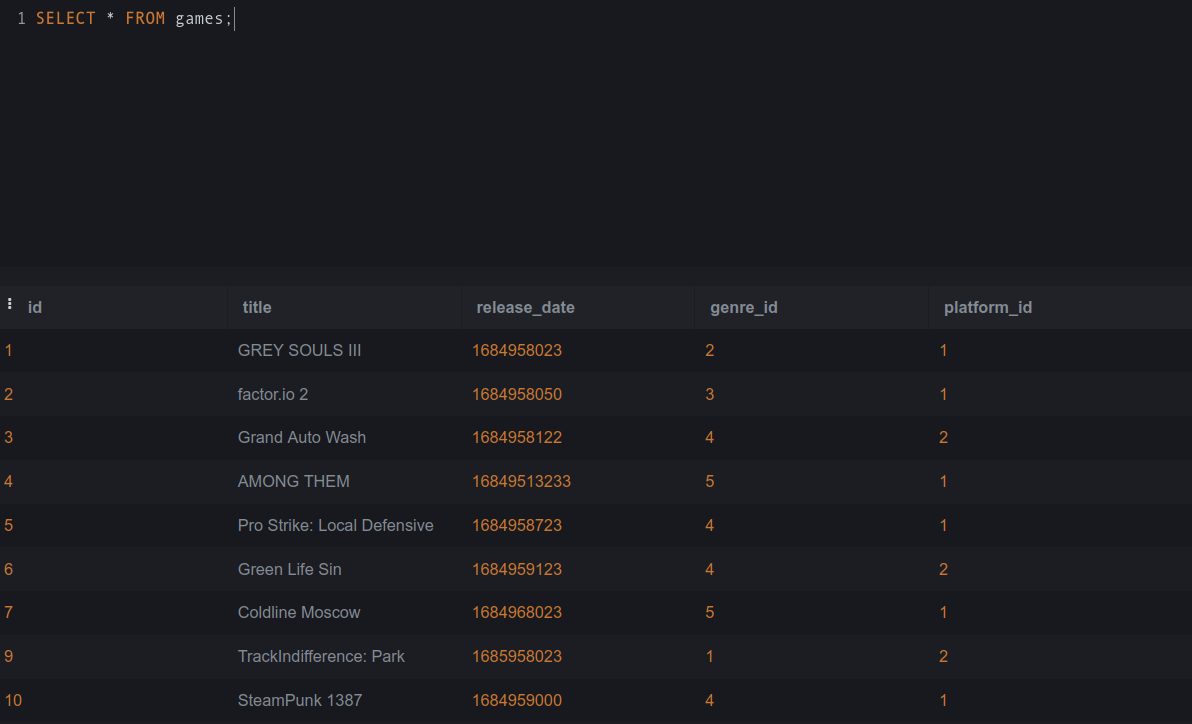 1 SELECT * FROM games;
id title release_date genre_id platform_id
1 GREY SOULS III 1684958023 2 1
2 factor.io 2 1684958050 3 1
3 Grand Auto Wash 1684958122 4 2
4 AMONG THEM 16849513233 5 1
5 Pro Strike: Local Defensive 1684958723 4 1
6 Green Life Sin 1684959123 4 2
7 Coldline Moscow 1684968023 5 1
9 TrackIndifference: Park 1685958023 1 2
10 SteamPunk 1387 1684959000 4 1